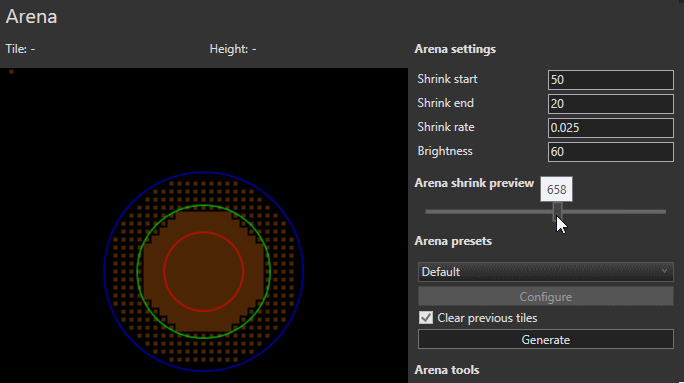 Arena
Tile: -
Height: -
Arena settings
Shrink start
50
Shrink end
20
Shrink rate
0.025
Brightness
60
Arena shrink preview
658
Arena presets
Default
Configure
Clear previous tiles
Generate
Arena tools